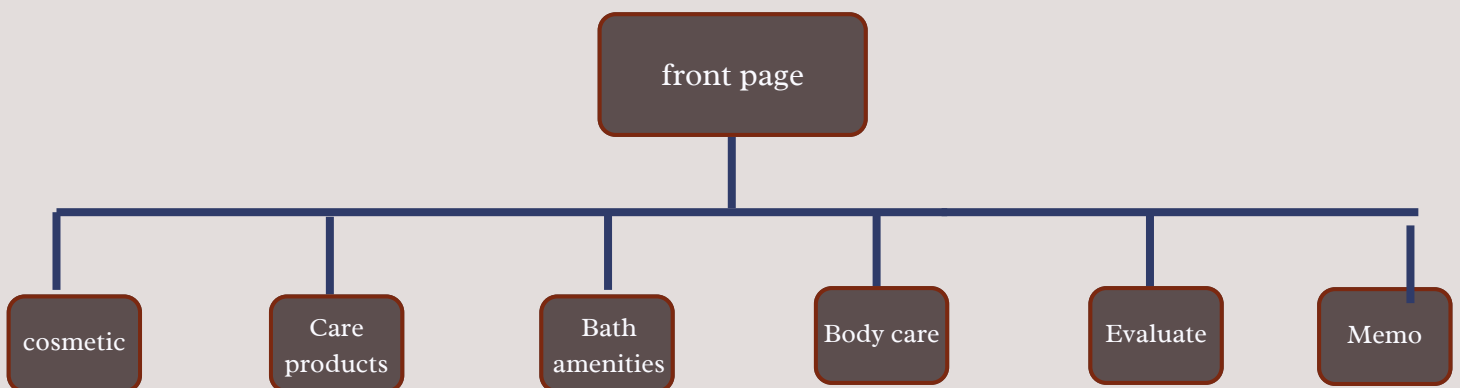 front page
cosmetic
Care
products
Bath
amenities
Body care
Evaluate
Memo